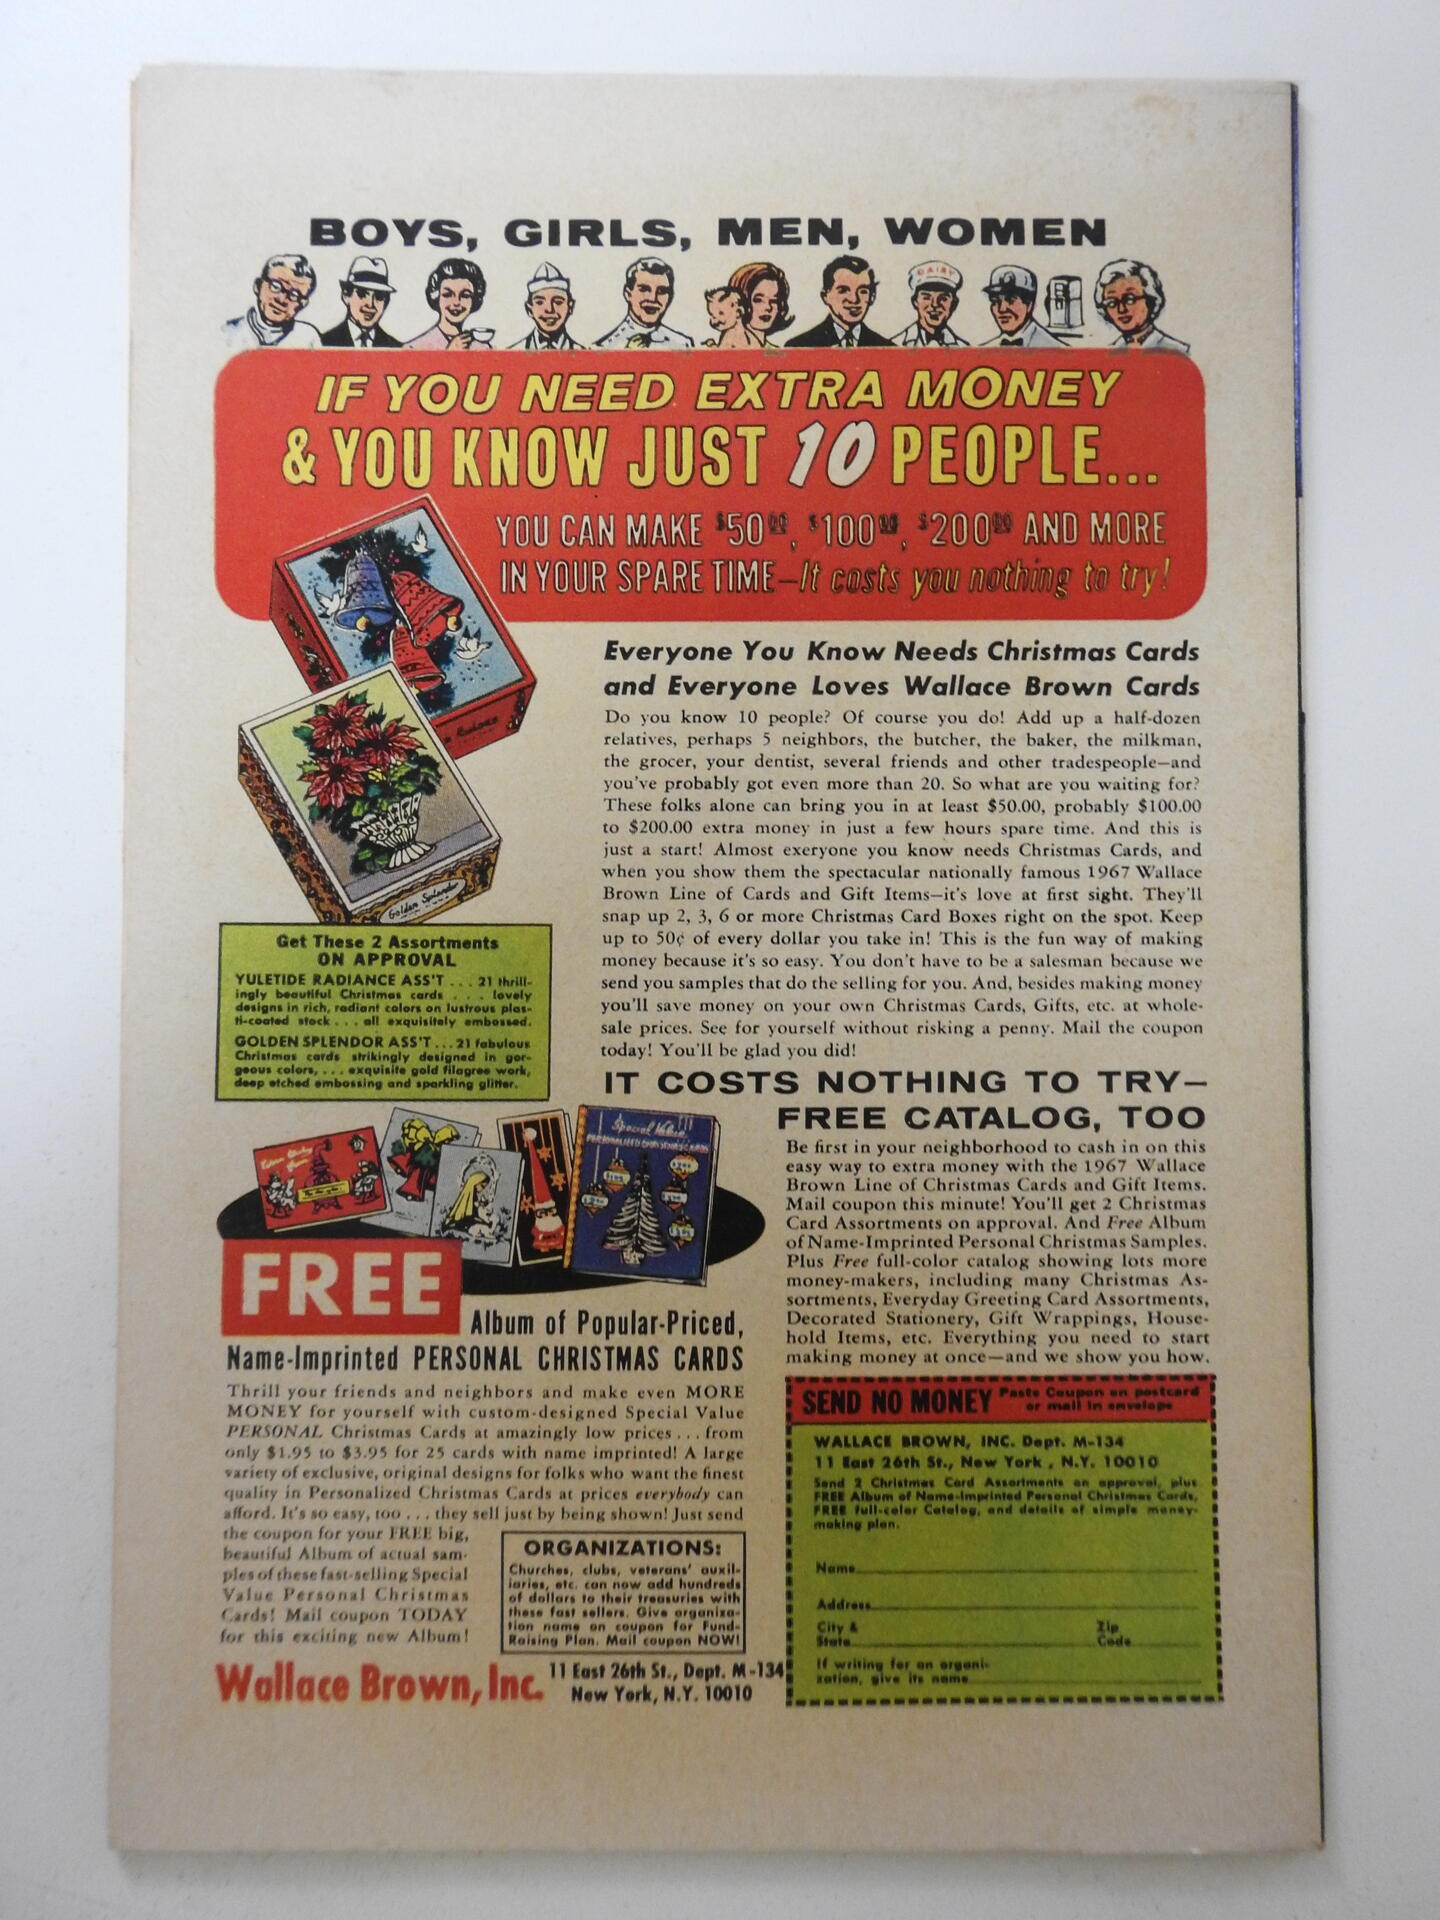 BOYS, GIRLS, MEN, WOMEN
DAIRY
IF YOU NEED EXTRA MONEY
& YOU KNOW JUST 10 PEOPLE...
YOU CAN MAKE $50.00, $100.00, $200.00 AND MORE
IN YOUR SPARE TIME—It costs you nothing to try!
Golden Splendor
Everyone You Know Needs Christmas Cards
and Everyone Loves Wallace Brown Cards
Do you know 10 people? Of course you do! Add up a half-dozen
relatives, perhaps 5 neighbors, the butcher, the baker, the milkman,
the grocer, your dentist, several friends and other tradespeople—and
you've probably got even more than 20. So what are you waiting for?
These folks alone can bring you in at least $50.00, probably $100.00
to $200.00 extra money in just a few hours spare time. And this is
just a start! Almost exeryone you know needs Christmas Cards, and
when you show them the spectacular nationally famous 1967 Wallace
Brown Line of Cards and Gift Items—it's love at first sight. They'll
snap up 2, 3, 6 or more Christmas Card Boxes right on the spot. Keep
up to 50¢ of every dollar you take in! This is the fun way of making
money because it's so easy. You don't have to be a salesman because we
send you samples that do the selling for you. And, besides making money
you'll save money on your own Christmas Cards, Gifts, etc. at whole-
sale prices. See for yourself without risking a penny. Mail the coupon
today! You'll be glad you did!
Get These 2 Assortments
ON APPROVAL
YULETIDE RADIANCE ASS'T . . . 21 thrill-
ingly beautiful Christmas cards . . . lovely
designs in rich, radiant colors on lustrous plas-
ti-coated stock . . . all exquisitely embossed.
GOLDEN SPLENDOR ASS'T . . . 21 fabulous
Christmas cards strikingly designed in gor-
geous colors, . . . exquisite gold filagree work,
deep etched embossing and sparkling glitter.
IT COSTS NOTHING TO TRY—
FREE CATALOG, TOO
Be first in your neighborhood to cash in on this
easy way to extra money with the 1967 Wallace
Brown Line of Christmas Cards and Gift Items.
Mail coupon this minute! You'll get 2 Christmas
Card Assortments on approval. And Free Album
of Name-Imprinted Personal Christmas Samples.
Plus Free full-color catalog showing lots more
money-makers, including many Christmas As-
sortments, Everyday Greeting Card Assortments,
Decorated Stationery, Gift Wrappings, House-
hold Items, etc. Everything you need to start
making money at once—and we show you how.
Special Value
PERSONALIZED CHRISTMAS CARDS
FREE
Album of Popular-Priced,
Name-Imprinted PERSONAL CHRISTMAS CARDS
Thrill your friends and neighbors and make even MORE
MONEY for yourself with custom-designed Special Value
PERSONAL Christmas Cards at amazingly low prices . . . from
only $1.95 to $3.95 for 25 cards with name imprinted! A large
variety of exclusive, original designs for folks who want the finest
quality in Personalized Christmas Cards at prices everybody can
afford. It's so easy, too . . . they sell just by being shown! Just send
the coupon for your FREE big,
beautiful Album of actual sam-
ples of these fast-selling Special
Value Personal Christmas
Cards! Mail coupon TODAY
for this exciting new Album!
ORGANIZATIONS:
Churches, clubs, veterans' auxil-
iaries, etc. can now add hundreds
of dollars to their treasuries with
these fast sellers. Give organiza-
tion name on coupon for Fund-
Raising Plan. Mail coupon NOW!
Wallace Brown, Inc. 11 East 26th St., Dept. M-134
New York, N.Y. 10010
SEND NO MONEY Paste Coupon on postcard
or mail in envelope
WALLACE BROWN, INC. Dept. M-134
11 East 26th St., New York , N.Y. 10010
Send 2 Christmas Card Assortments on approval, plus
FREE Album of Name-Imprinted Personal Christmas Cards,
FREE full-color Catalog, and details of simple money-
making plan.
Name
Address
City & State Zip Code
If writing for an organi-
zation, give its name